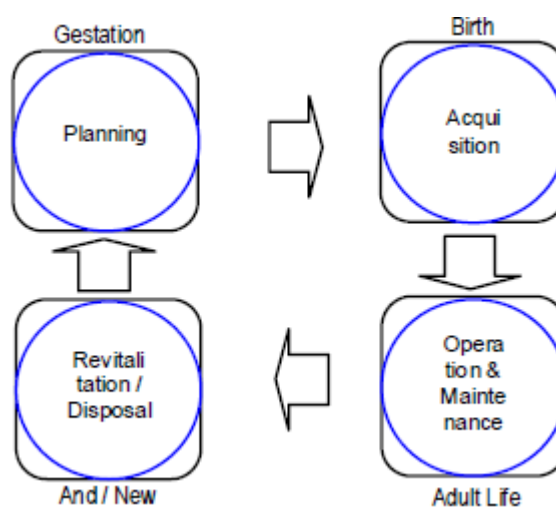 Gestation
Birth
Planning
Acqui
sition
Revitali
tation /
Disposal
Opera
tion &
Mainte
nance
And / New
Adult Life